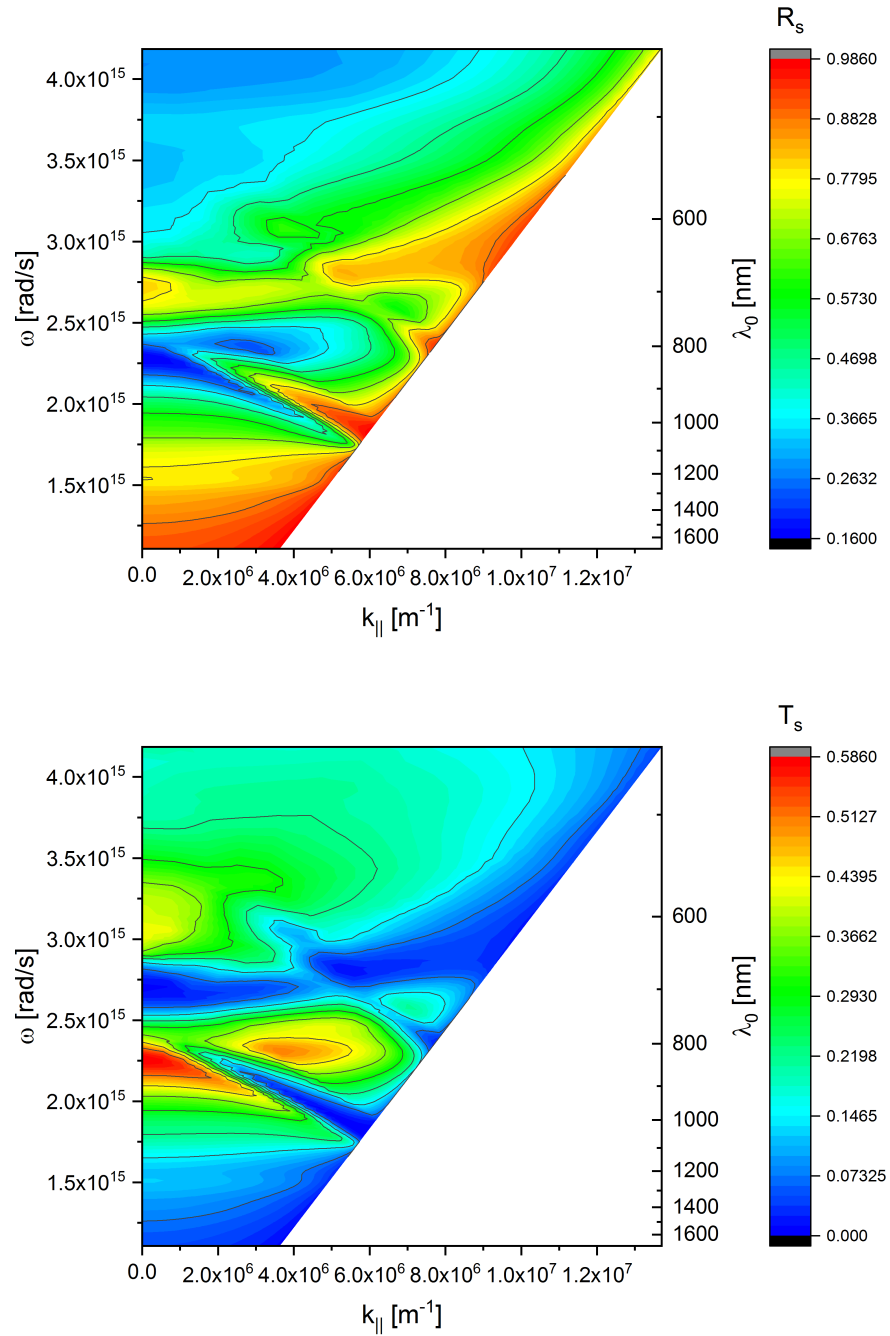 R_s
4.0x10^15
3.5x10^15
3.0x10^15
2.5x10^15
2.0x10^15
1.5x10^15
ω [rad/s]
0.0
2.0x10^6
4.0x10^6
6.0x10^6
8.0x10^6
1.0x10^7
1.2x10^7
k_|| [m^-1]
600
800
1000
1200
1400
1600
λ_0 [nm]
0.9860
0.8828
0.7795
0.6763
0.5730
0.4698
0.3665
0.2632
0.1600
T_s
4.0x10^15
3.5x10^15
3.0x10^15
2.5x10^15
2.0x10^15
1.5x10^15
ω [rad/s]
0.0
2.0x10^6
4.0x10^6
6.0x10^6
8.0x10^6
1.0x10^7
1.2x10^7
k_|| [m^-1]
600
800
1000
1200
1400
1600
λ_0 [nm]
0.5860
0.5127
0.4395
0.3662
0.2930
0.2198
0.1465
0.07325
0.000